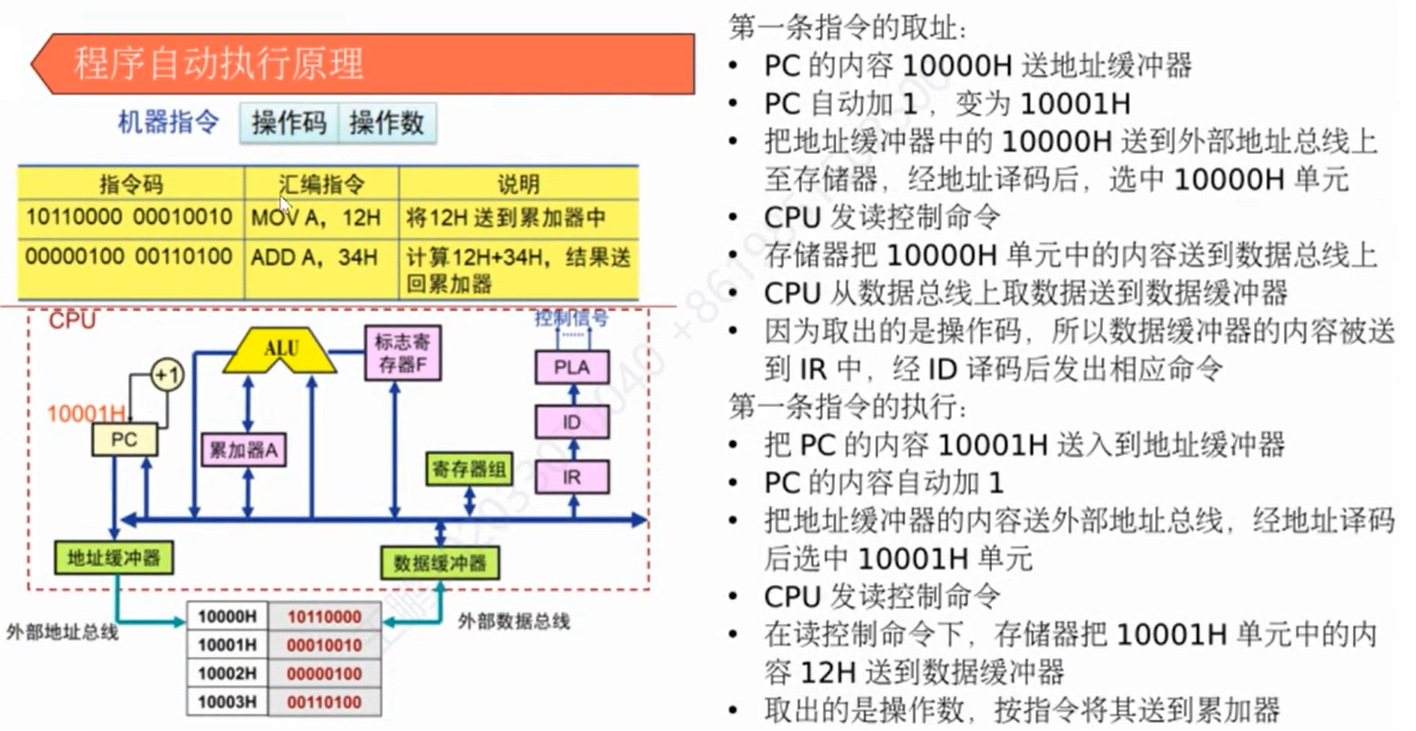 程序自动执行原理
机器指令 操作码 操作数
指令码 汇编指令 说明
10110000 00010010 MOV A，12H 将12H 送到累加器中
00000100 00110100 ADD A，34H 计算12H+34H，结果送
回累加器
CPU
控制信号
ALU
标志寄
存器F
PLA
+1
10001H
PC
ID
累加器A
寄存器组
IR
地址缓冲器
数据缓冲器
外部地址总线
外部数据总线
10000H 10110000
10001H 00010010
10002H 00000100
10003H 00110100
第一条指令的取址：
• PC 的内容 10000H 送地址缓冲器
• PC 自动加 1 ，变为 10001H
• 把地址缓冲器中的 10000H 送到外部地址总线上
至存储器，经地址译码后，选中 10000H 单元
• CPU 发读控制命令
• 存储器把 10000H 单元中的内容送到数据总线上
• CPU 从数据总线上取数据送到数据缓冲器
• 因为取出的是操作码，所以数据缓冲器的内容被送
到 IR 中，经 ID 译码后发出相应命令
第一条指令的执行：
• 把 PC 的内容 10001H 送入到地址缓冲器
• PC 的内容自动加 1
• 把地址缓冲器的内容送外部地址总线，经地址译码
后选中 10001H 单元
• CPU 发读控制命令
• 在读控制命令下，存储器把 10001H 单元中的内
容 12H 送到数据缓冲器
• 取出的是操作数，按指令将其送到累加器